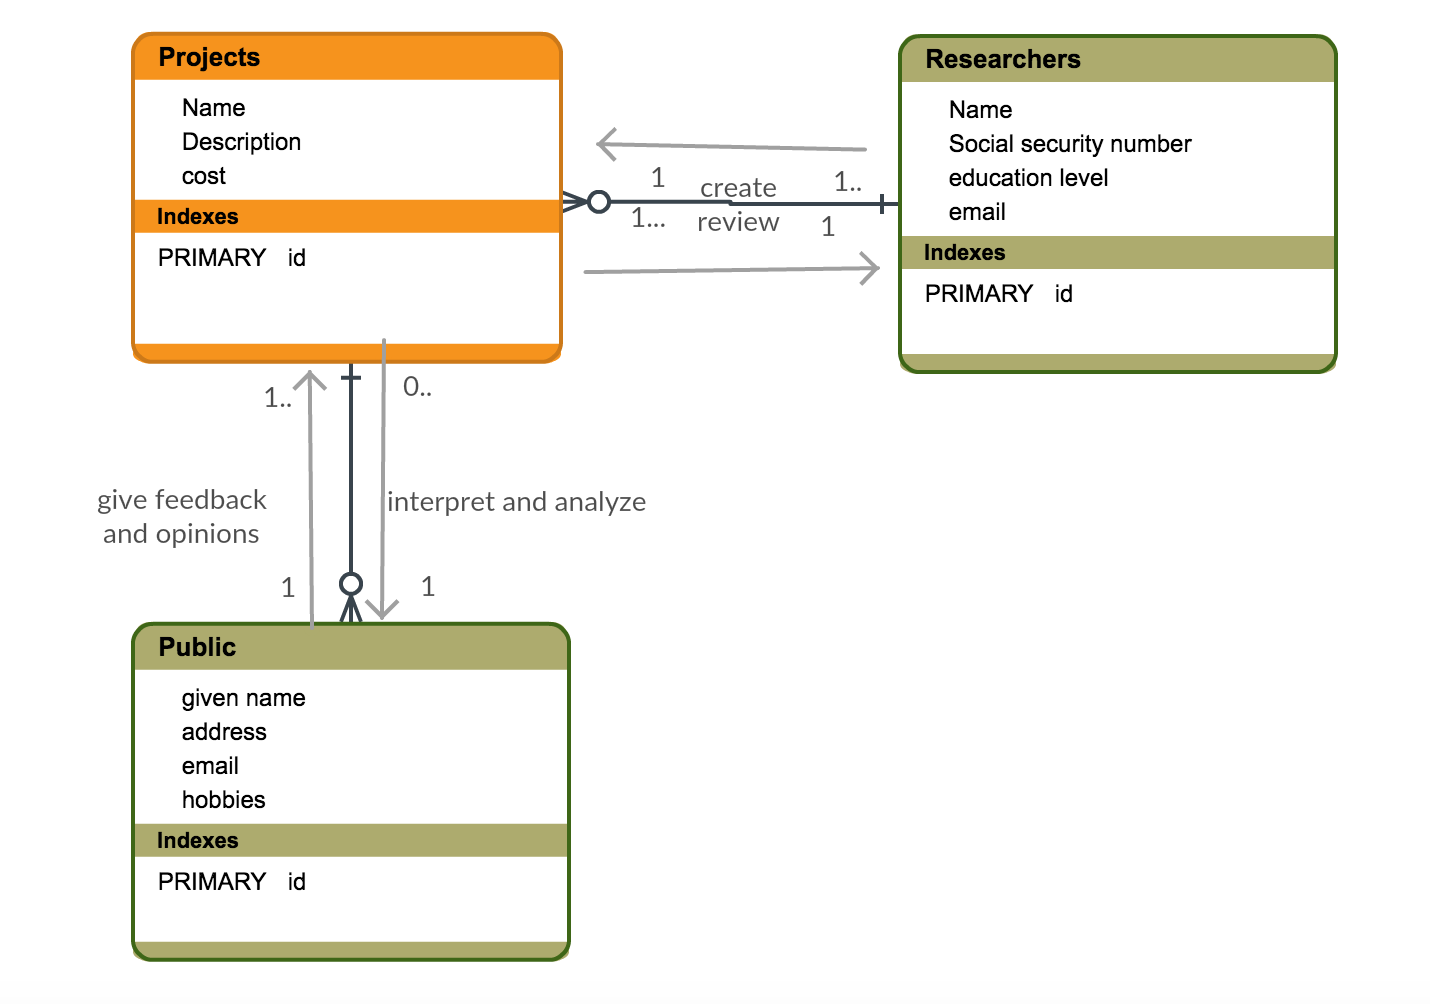 Projects
Name
Description
cost
Indexes
PRIMARY id
Researchers
Name
Social security number
education level
email
Indexes
PRIMARY id
1 create 1..
1... review 1
1.. 0..
give feedback
and opinions
interpret and analyze
1 1
Public
given name
address
email
hobbies
Indexes
PRIMARY id